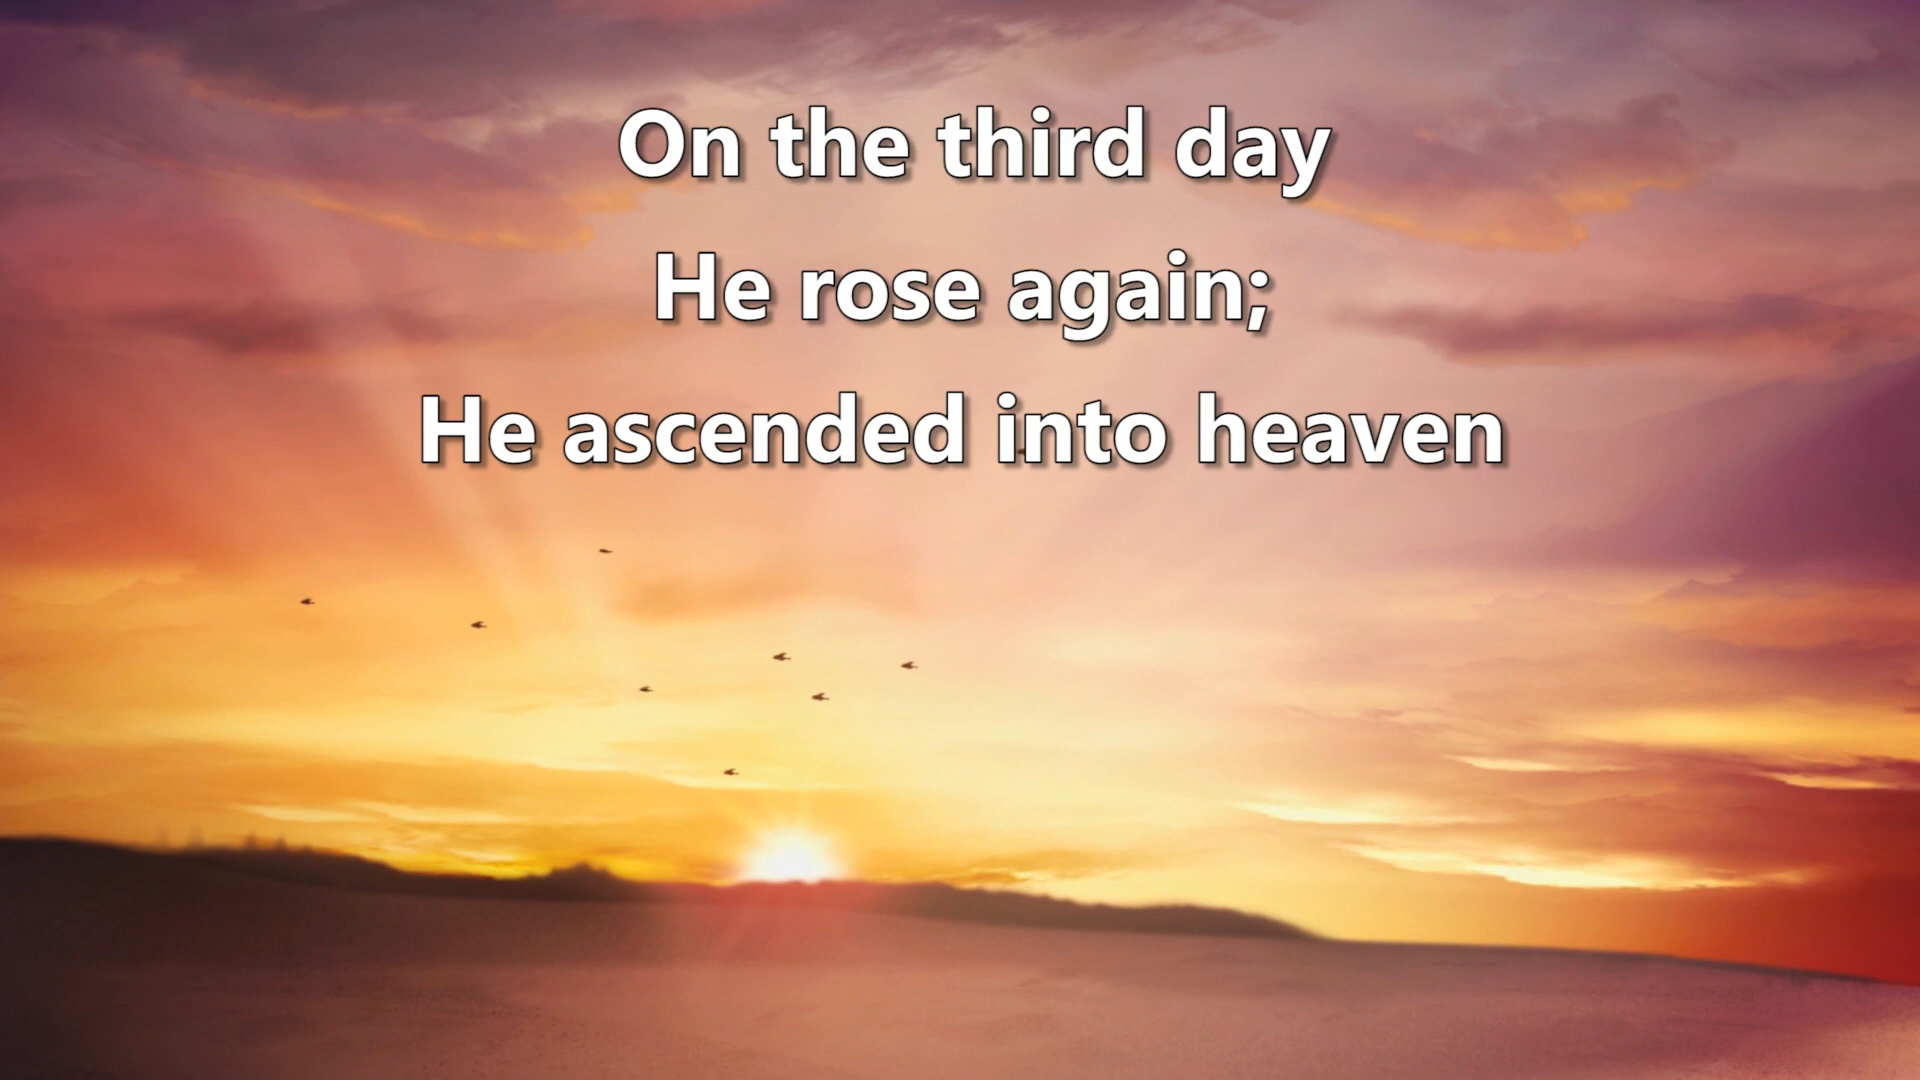 On the third day
He rose again;
He ascended into heaven